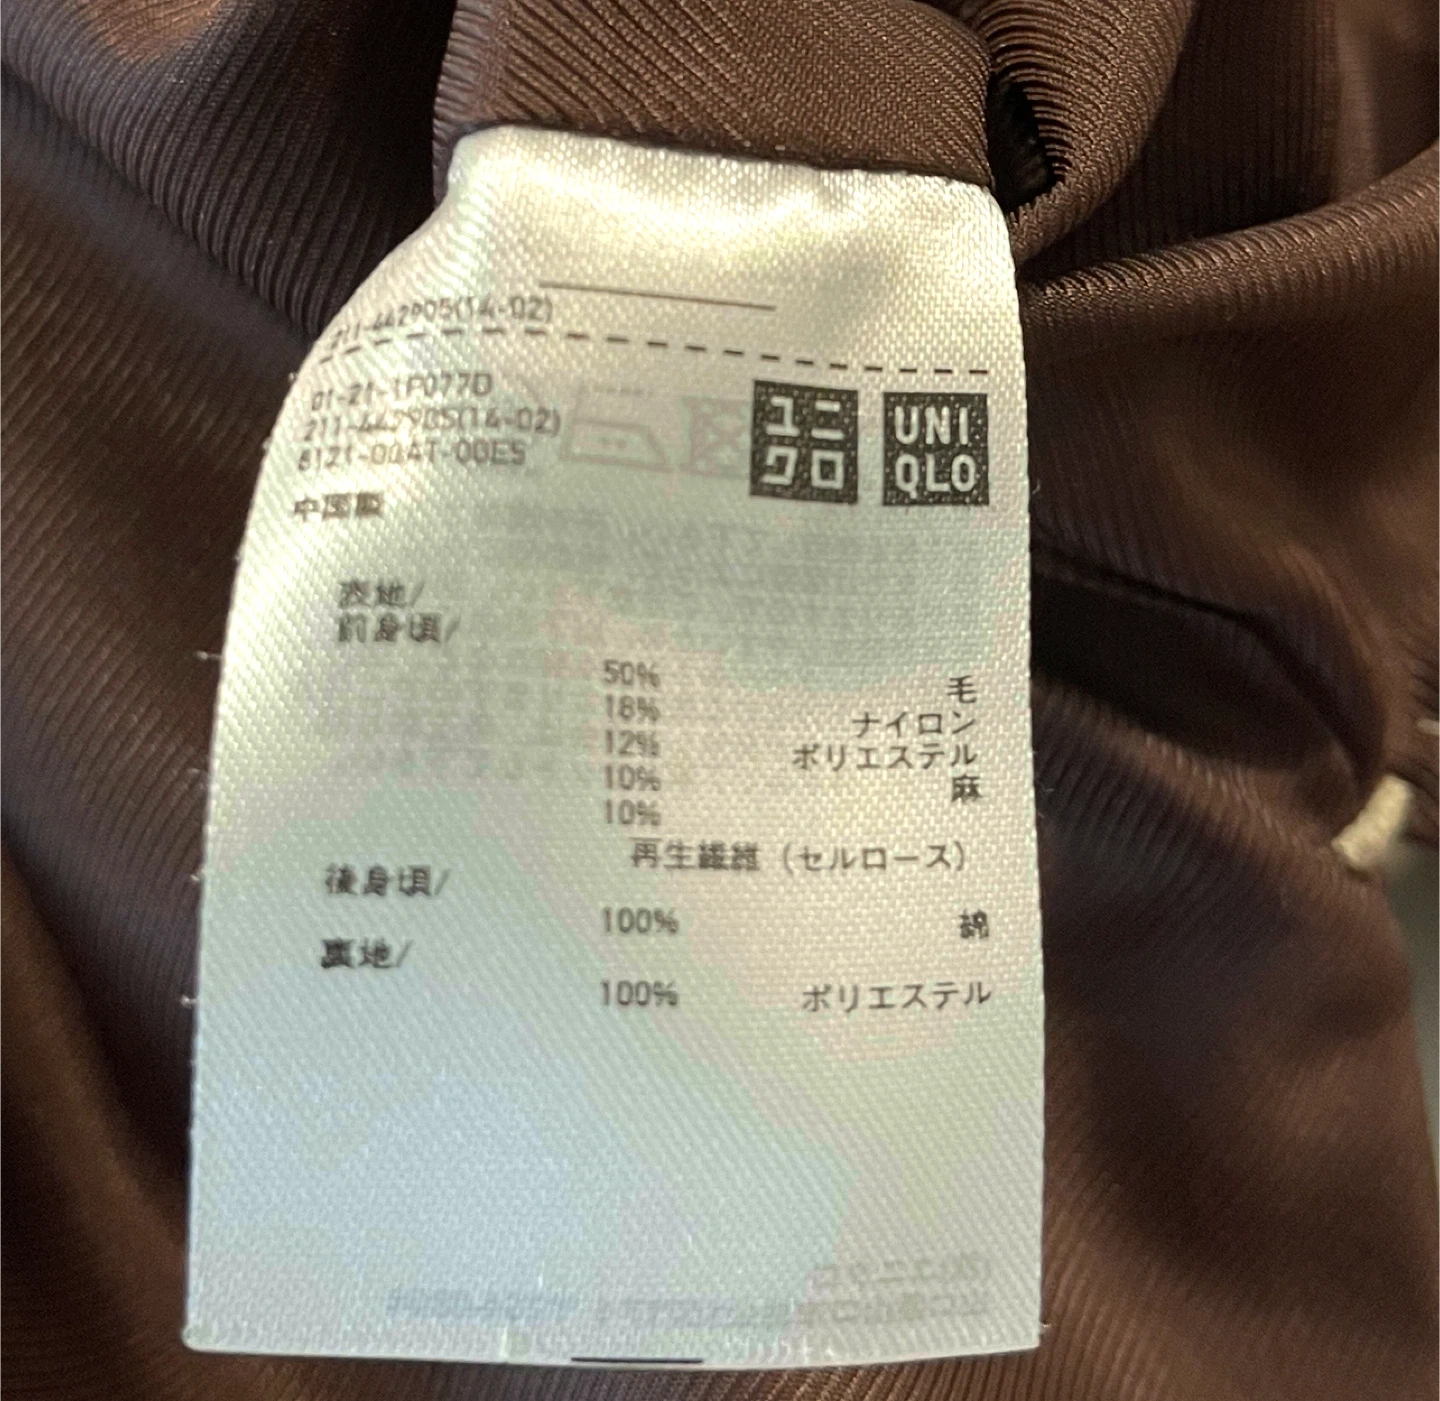 211-442905(14-02)
01-21-1P077D
211-442905(14-02)
6121-00AT-00E5
ユニ
クロ
UNI
QLO
中国製
表地/
前身頃/
50% 毛
18% ナイロン
12% ポリエステル
10% 麻
10%
再生繊維（セルロース）
後身頃/
100% 綿
裏地/
100% ポリエステル